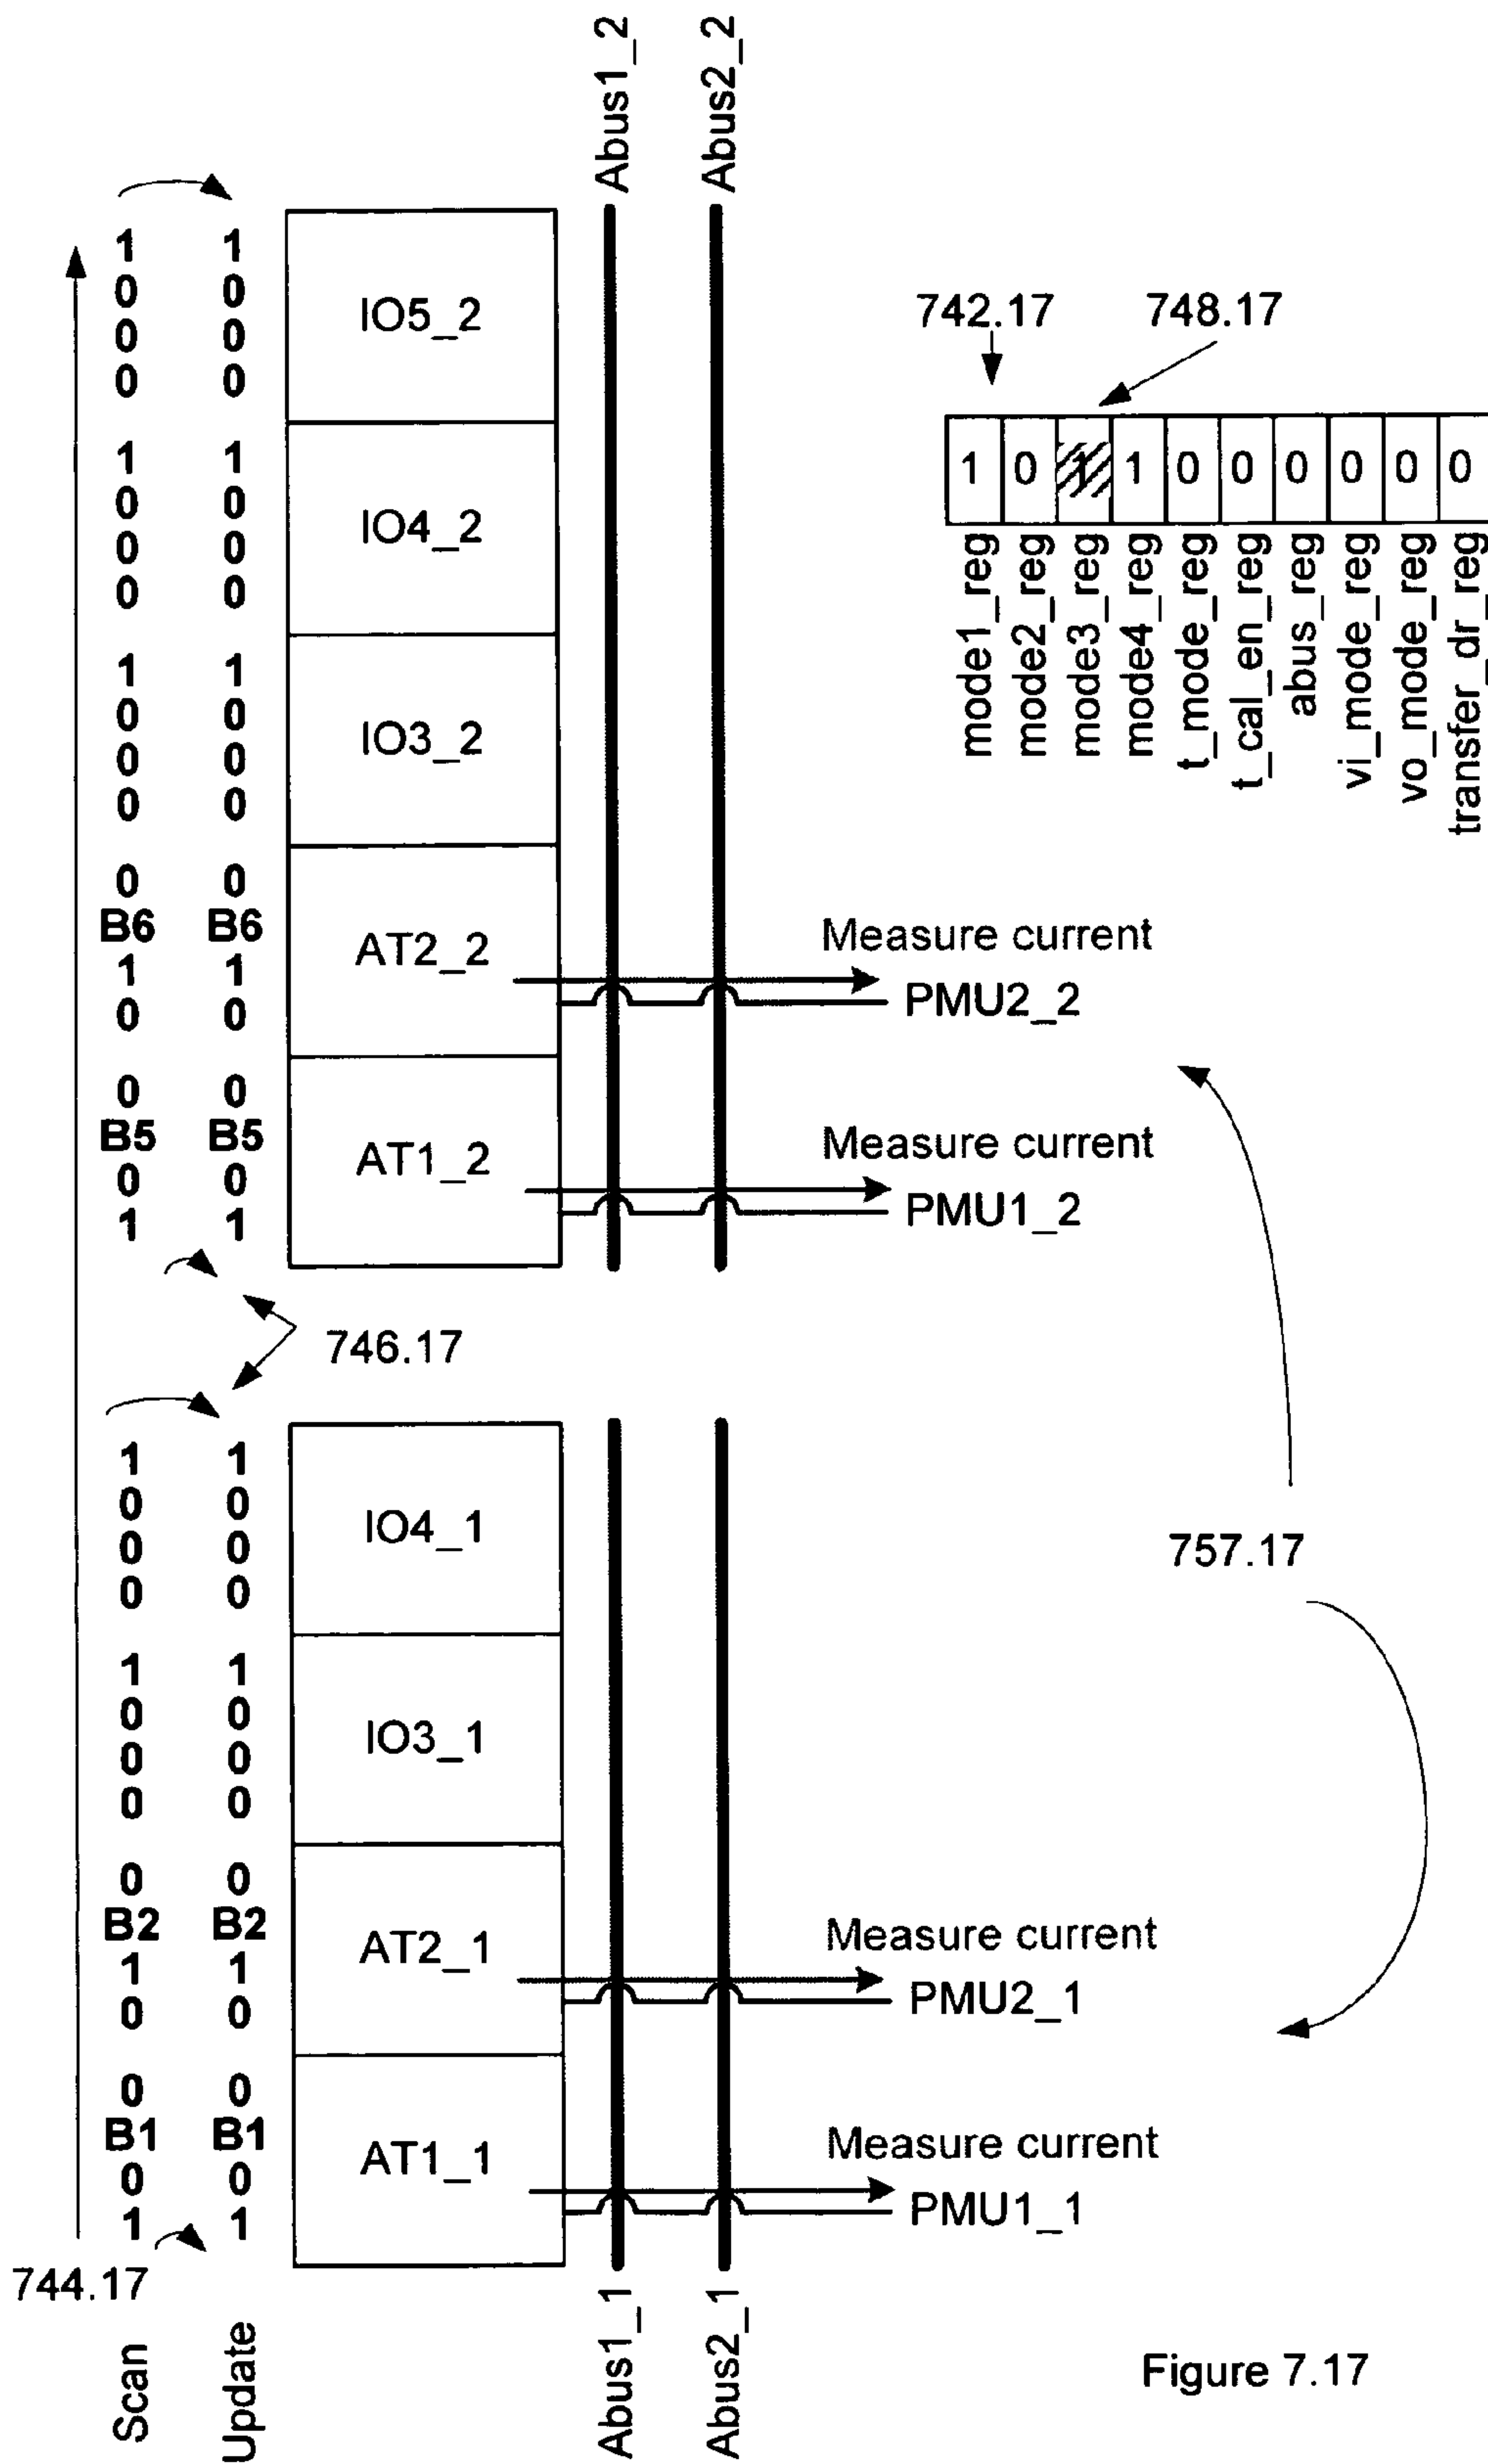 Abus1_2
Abus2_2
1 1
0 0
0 0
0 0
IO5_2
742.17 748.17
1 0 1 1 0 0 0 0 0 0
mode1_reg
mode2_reg
mode3_reg
mode4_reg
t_mode_reg
t_cal_en_reg
abus_reg
vi_mode_reg
vo_mode_reg
transfer_dr_reg
1 1
0 0
0 0
0 0
IO4_2
1 1
0 0
0 0
0 0
IO3_2
0 0
B6 B6
1 1
0 0
AT2_2
Measure current
PMU2_2
0 0
B5 B5
0 0
1 1
AT1_2
Measure current
PMU1_2
746.17
1 1
0 0
0 0
0 0
IO4_1
757.17
1 1
0 0
0 0
0 0
IO3_1
0 0
B2 B2
1 1
0 0
AT2_1
Measure current
PMU2_1
0 0
B1 B1
0 0
1 1
AT1_1
Measure current
PMU1_1
744.17
Scan
Update
Abus1_1
Abus2_1
Figure 7.17